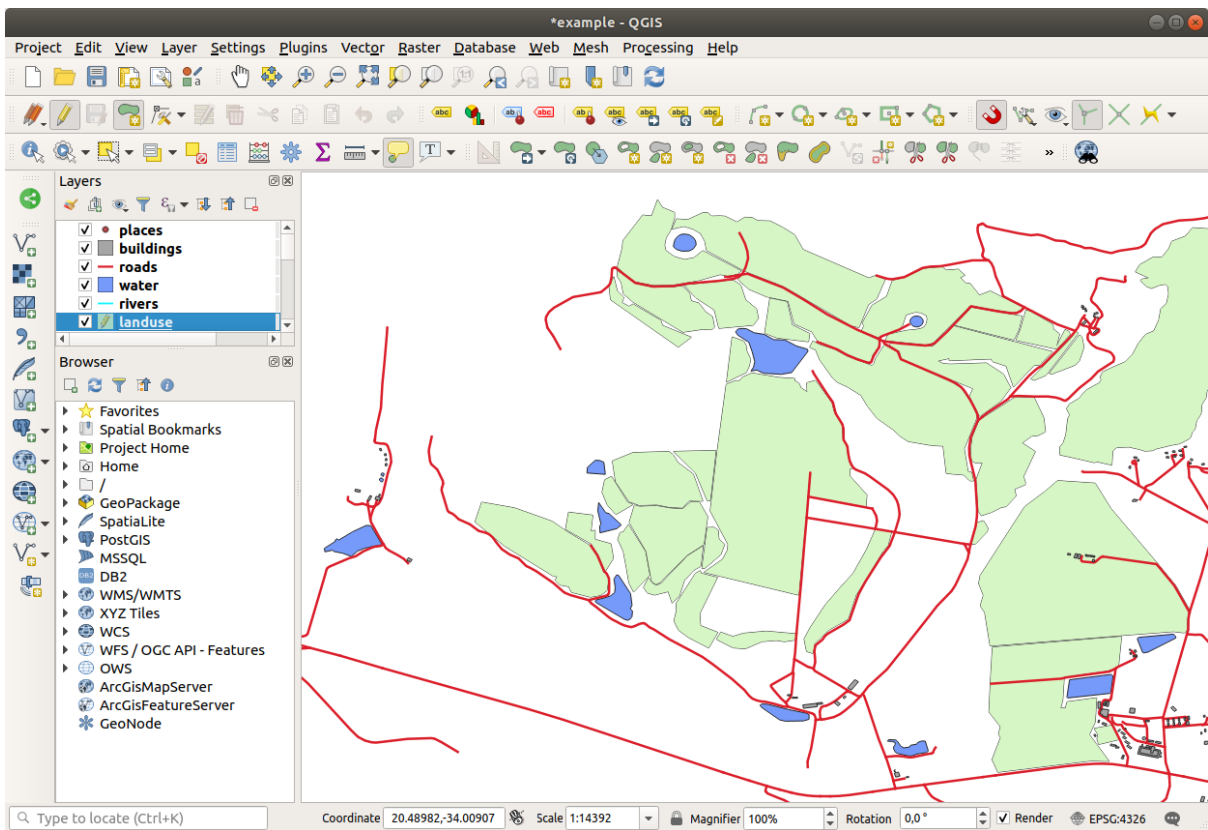 *example - QGIS
Project Edit View Layer Settings Plugins Vector Raster Database Web Mesh Processing Help
Layers
places
buildings
roads
water
rivers
landuse
Browser
Favorites
Spatial Bookmarks
Project Home
Home
/
GeoPackage
SpatiaLite
PostGIS
MSSQL
DB2
WMS/WMTS
XYZ Tiles
WCS
WFS / OGC API - Features
OWS
ArcGisMapServer
ArcGisFeatureServer
GeoNode
Type to locate (Ctrl+K) Coordinate 20.48982,-34.00907 Scale 1:14392 Magnifier 100% Rotation 0,0 ° Render EPSG:4326